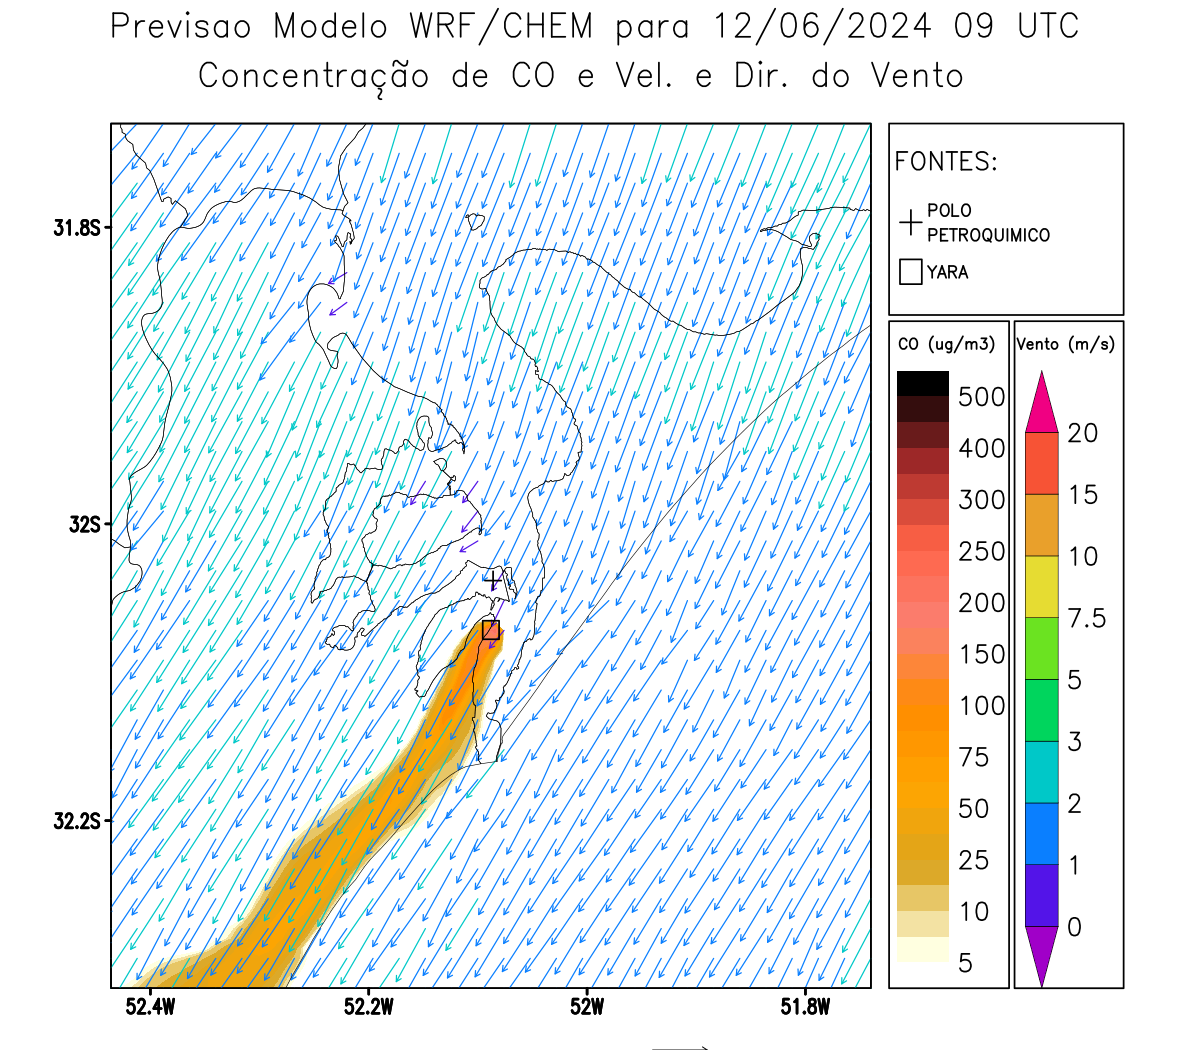 Previsao Modelo WRF/CHEM para 12/06/2024 09 UTC
Concentração de CO e Vel. e Dir. do Vento
FONTES:
POLO
PETROQUIMICO
YARA
CO (ug/m3)
500
400
300
250
200
150
100
75
50
25
10
5
Vento (m/s)
20
15
10
7.5
5
3
2
1
0
31.8S
32S
32.2S
52.4W
52.2W
52W
51.8W